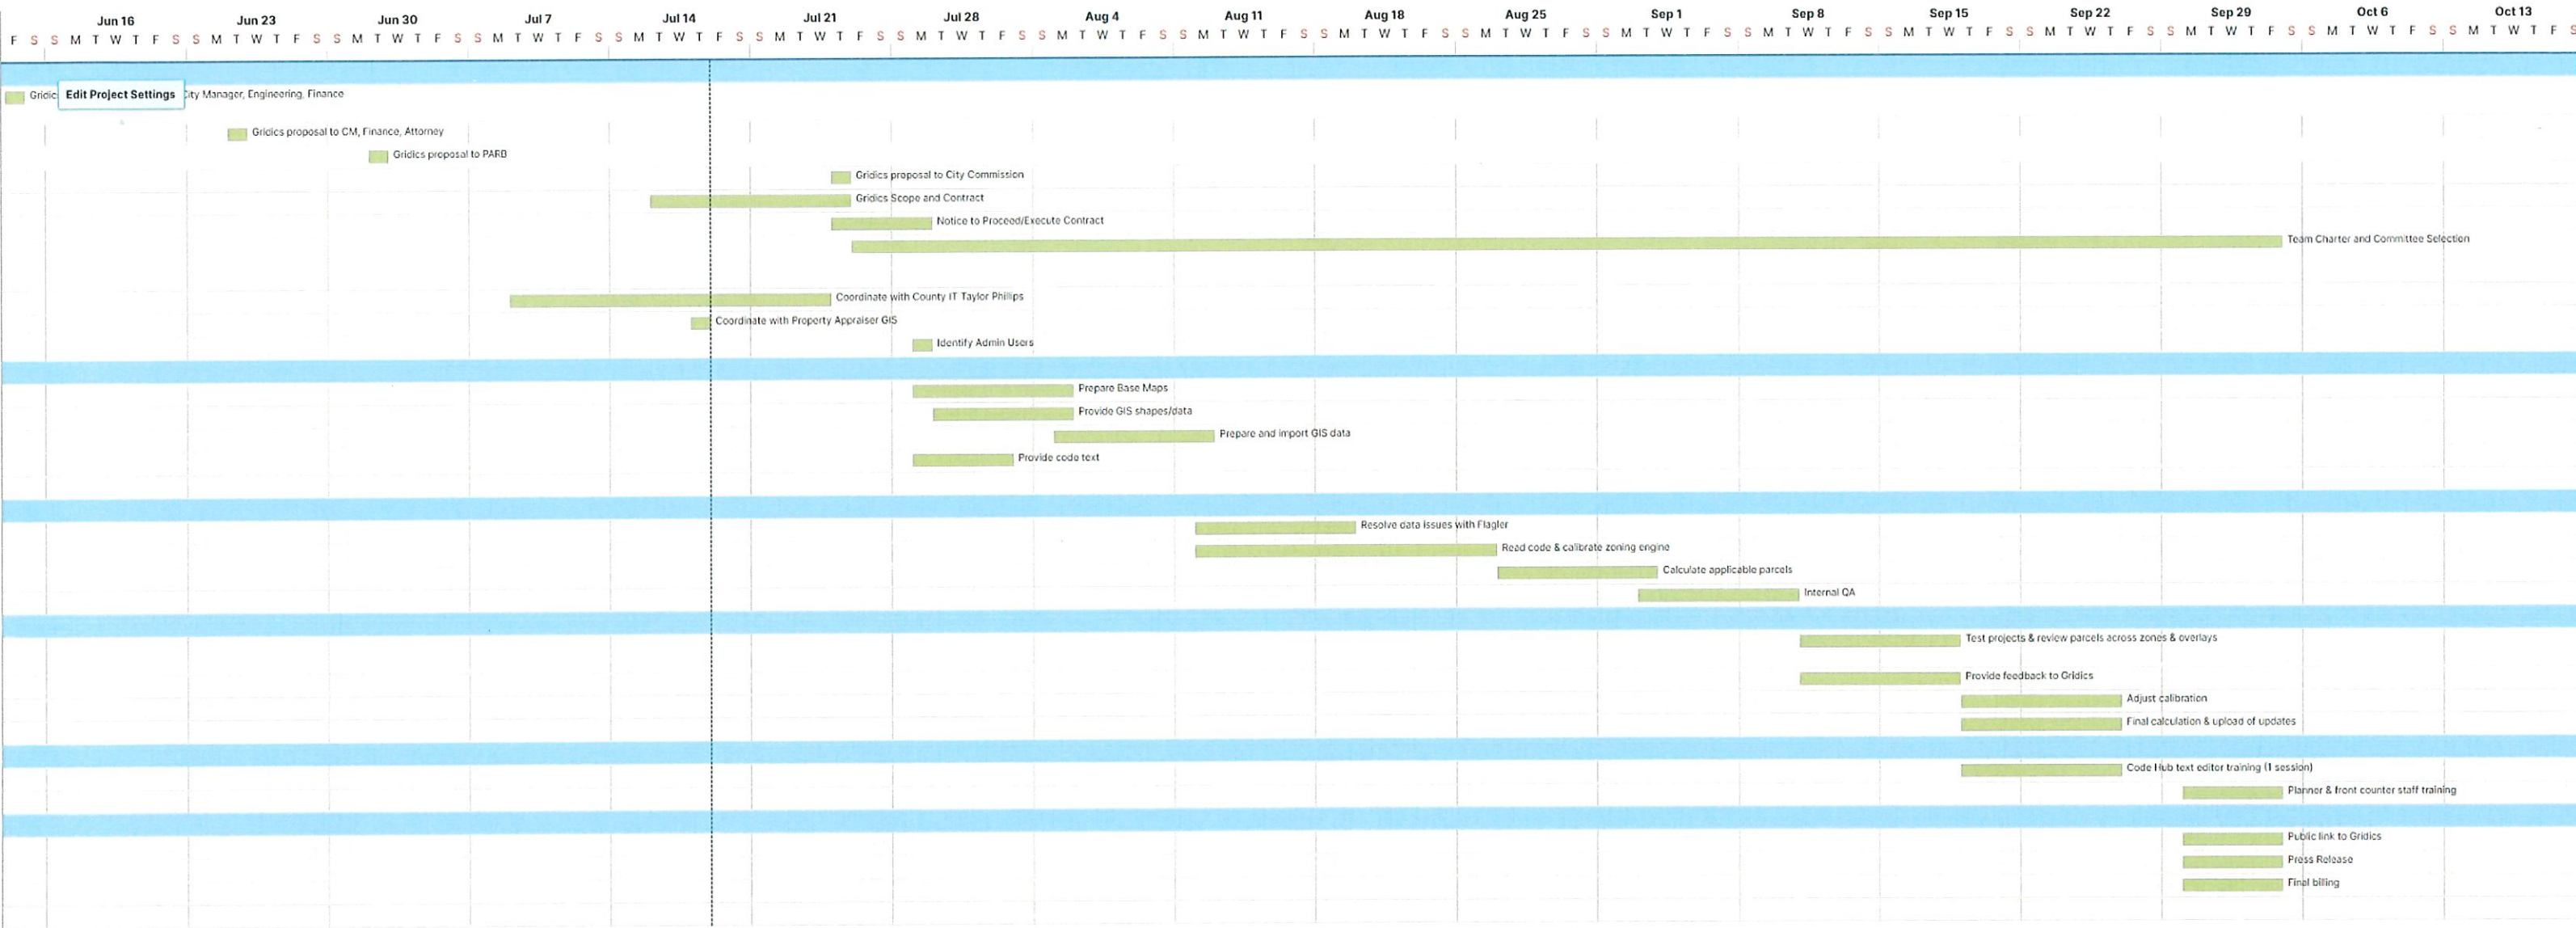 Jun 16 Jun 23 Jun 30 Jul 7 Jul 14 Jul 21 Jul 28 Aug 4 Aug 11 Aug 18 Aug 25 Sep 1 Sep 8 Sep 15 Sep 22 Sep 29 Oct 6 Oct 13
F S S M T W T F S S M T W T F S S M T W T F S S M T W T F S S M T W T F S S M T W T F S S M T W T F S S M T W T F S S M T W T F S S M T W T F S S M T W T F S S M T W T F S S M T W T F S S M T W T F S S M T W T F S S M T W T F S S M T W T F S S M T W T F S
Gridics Edit Project Settings City Manager, Engineering, Finance
Gridics proposal to CM, Finance, Attorney
Gridics proposal to PARB
Gridics proposal to City Commission
Gridics Scope and Contract
Notice to Proceed/Execute Contract
Team Charter and Committee Selection
Coordinate with County IT Taylor Phillips
Coordinate with Property Appraiser GIS
Identify Admin Users
Prepare Base Maps
Provide GIS shapes/data
Prepare and import GIS data
Provide code text
Resolve data issues with Flagler
Read code & calibrate zoning engine
Calculate applicable parcels
Internal QA
Test projects & review parcels across zones & overlays
Provide feedback to Gridics
Adjust calibration
Final calculation & upload of updates
Code Hub text editor training (1 session)
Planner & front counter staff training
Public link to Gridics
Press Release
Final billing